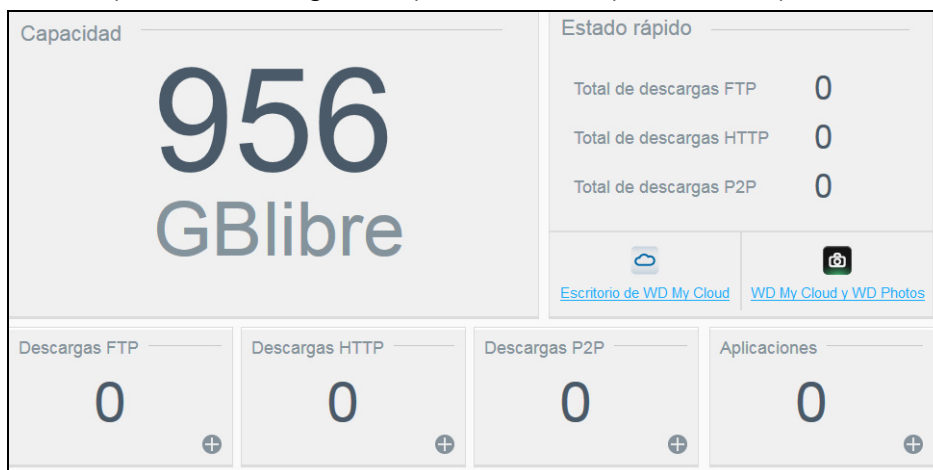 Capacidad
956
GBlibre
Estado rápido
Total de descargas FTP 0
Total de descargas HTTP 0
Total de descargas P2P 0
Escritorio de WD My Cloud
WD My Cloud y WD Photos
Descargas FTP
0
Descargas HTTP
0
Descargas P2P
0
Aplicaciones
0